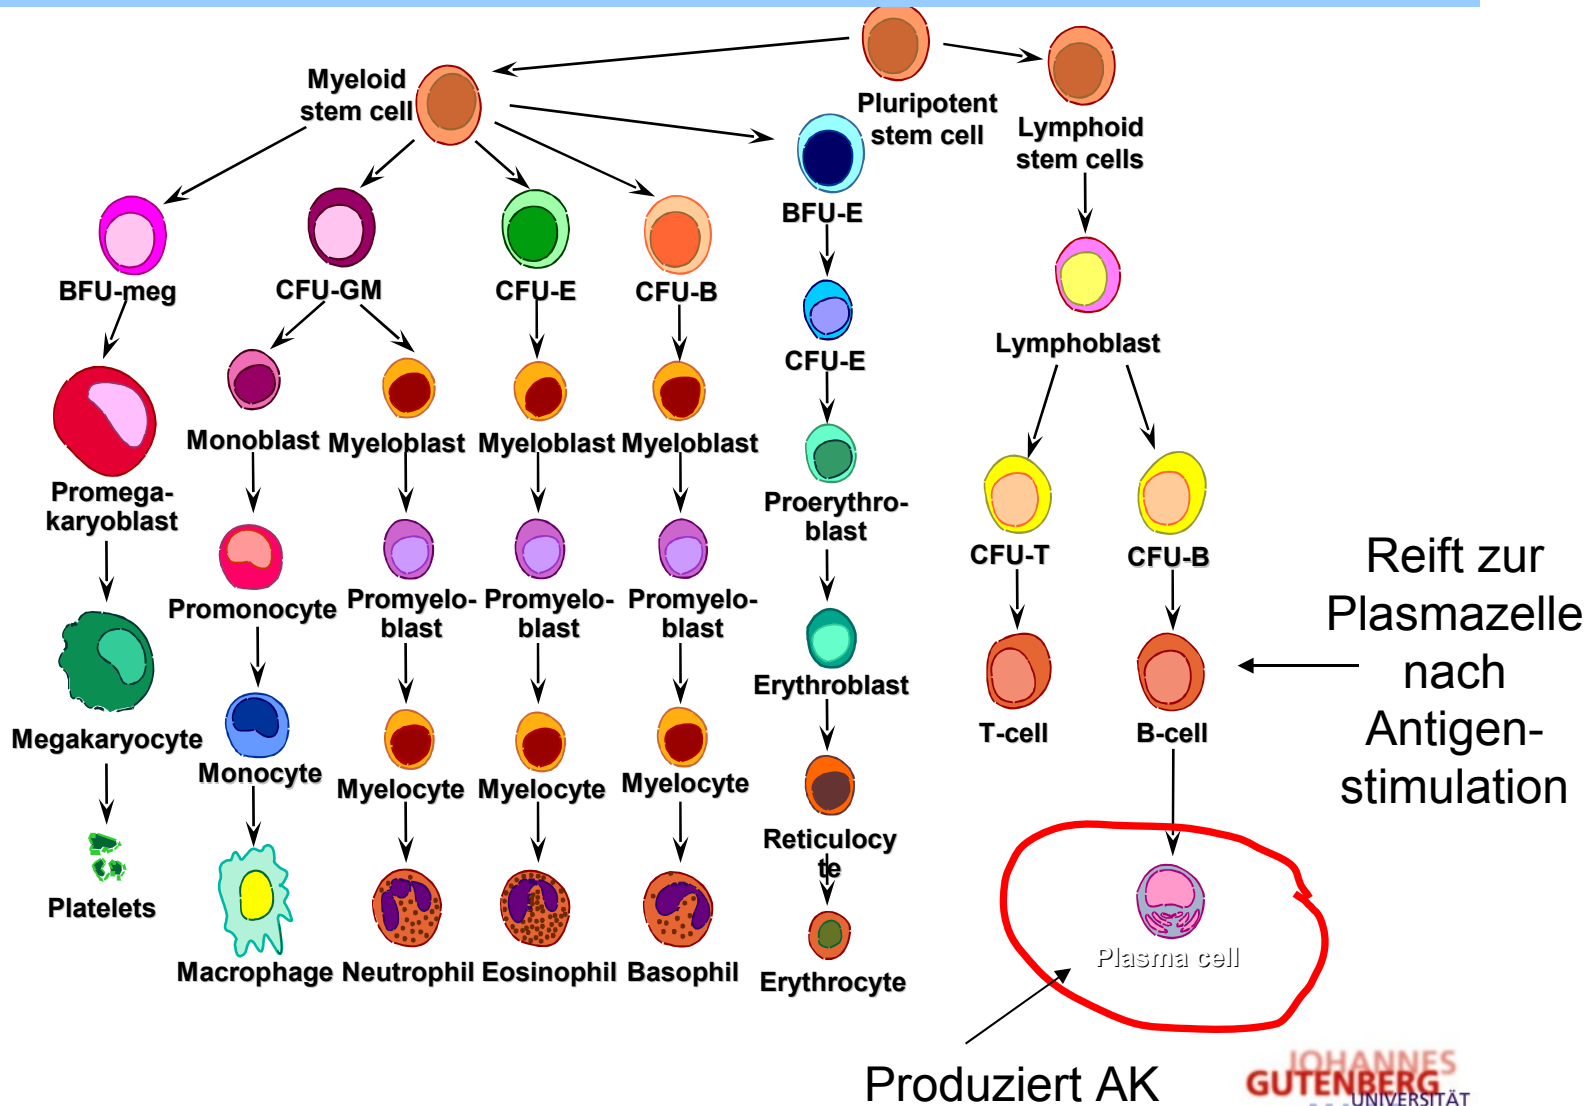 Myeloid
stem cell
Pluripotent
stem cell
Lymphoid
stem cells
BFU-E
BFU-meg
CFU-GM
CFU-E
CFU-B
Lymphoblast
CFU-E
Monoblast
Myeloblast
Myeloblast
Myeloblast
Promega-
karyoblast
Proerythro-
blast
CFU-T
CFU-B
Reift zur
Plasmazelle
nach
Antigen-
stimulation
Promonocyte
Promyelo-
blast
Promyelo-
blast
Promyelo-
blast
Erythroblast
T-cell
B-cell
Megakaryocyte
Monocyte
Myelocyte
Myelocyte
Myelocyte
Reticulocy
te
Platelets
Macrophage
Neutrophil
Eosinophil
Basophil
Erythrocyte
Plasma cell
Produziert AK
JOHANNES
GUTENBERG
UNIVERSITÄT